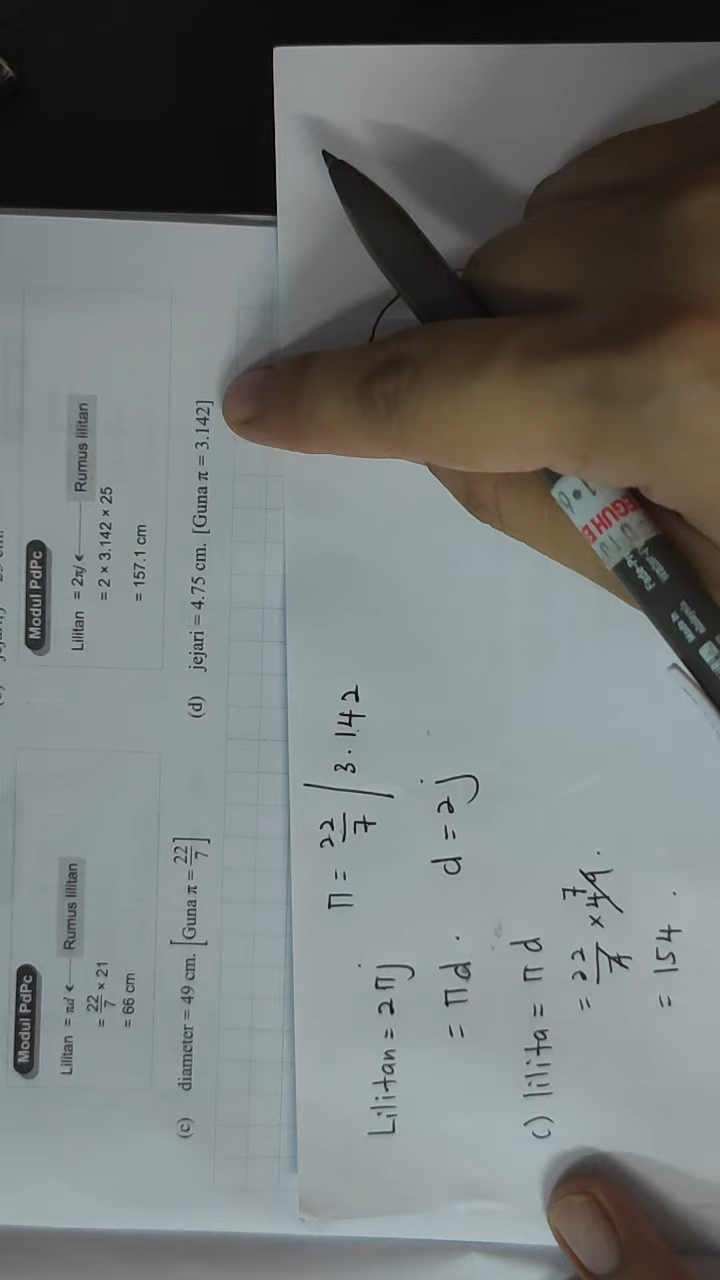 Modul PdPc
Lilitan = πd ← Rumus lilitan
= 22/7 × 21
= 66 cm
Modul PdPc
Lilitan = 2πj ← Rumus lilitan
= 2 × 3.142 × 25
= 157.1 cm
(c) diameter = 49 cm. [Guna π = 22/7]
(d) jejari = 4.75 cm. [Guna π = 3.142]
Lilitan = 2πj π = 22/7 / 3.142
= πd. d = 2j
c) lilita = πd
= 22/7 × 49.
7
= 154.
EGUH